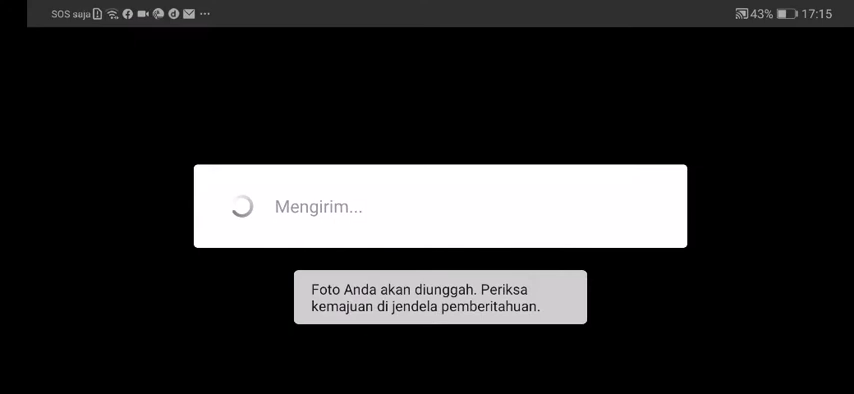 SOS saja
43% 17:15
Mengirim...
Foto Anda akan diunggah. Periksa
kemajuan di jendela pemberitahuan.